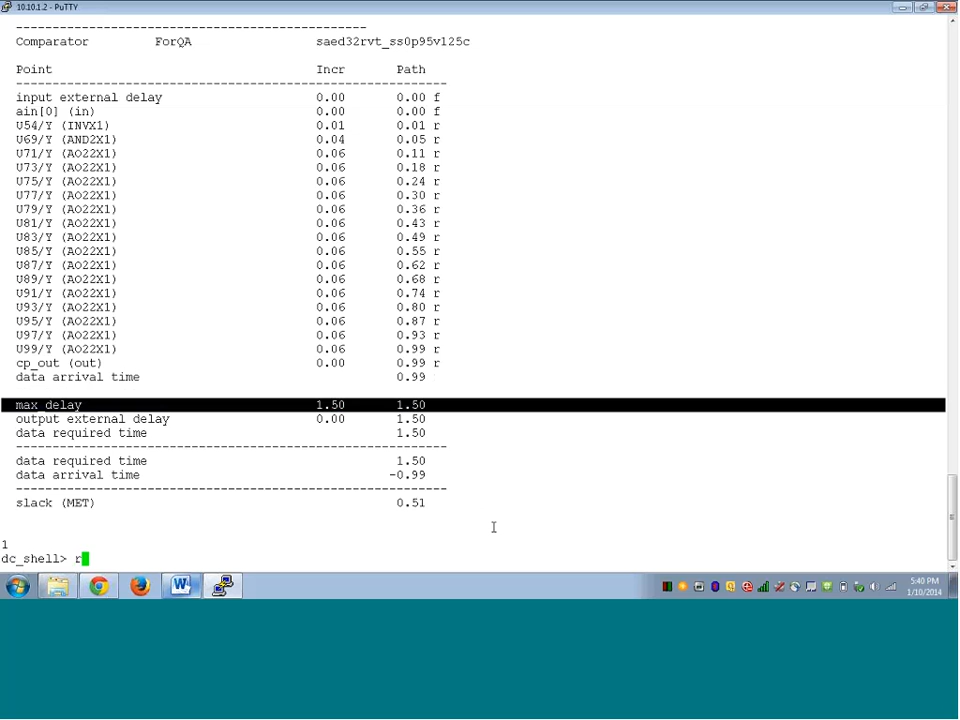 10.10.1.2 - PuTTY
------------------------------------------------
Comparator ForQA saed32rvt_ss0p95v125c
Point Incr Path
-----------------------------------------------------------
input external delay 0.00 0.00 f
ain[0] (in) 0.00 0.00 f
U54/Y (INVX1) 0.01 0.01 r
U69/Y (AND2X1) 0.04 0.05 r
U71/Y (AO22X1) 0.06 0.11 r
U73/Y (AO22X1) 0.06 0.18 r
U75/Y (AO22X1) 0.06 0.24 r
U77/Y (AO22X1) 0.06 0.30 r
U79/Y (AO22X1) 0.06 0.36 r
U81/Y (AO22X1) 0.06 0.43 r
U83/Y (AO22X1) 0.06 0.49 r
U85/Y (AO22X1) 0.06 0.55 r
U87/Y (AO22X1) 0.06 0.62 r
U89/Y (AO22X1) 0.06 0.68 r
U91/Y (AO22X1) 0.06 0.74 r
U93/Y (AO22X1) 0.06 0.80 r
U95/Y (AO22X1) 0.06 0.87 r
U97/Y (AO22X1) 0.06 0.93 r
U99/Y (AO22X1) 0.06 0.99 r
cp_out (out) 0.00 0.99 r
data arrival time 0.99
max_delay 1.50 1.50
output external delay 0.00 1.50
data required time 1.50
-----------------------------------------------------------
data required time 1.50
data arrival time -0.99
-----------------------------------------------------------
slack (MET) 0.51
1
dc_shell> r
5:40 PM
1/10/2014